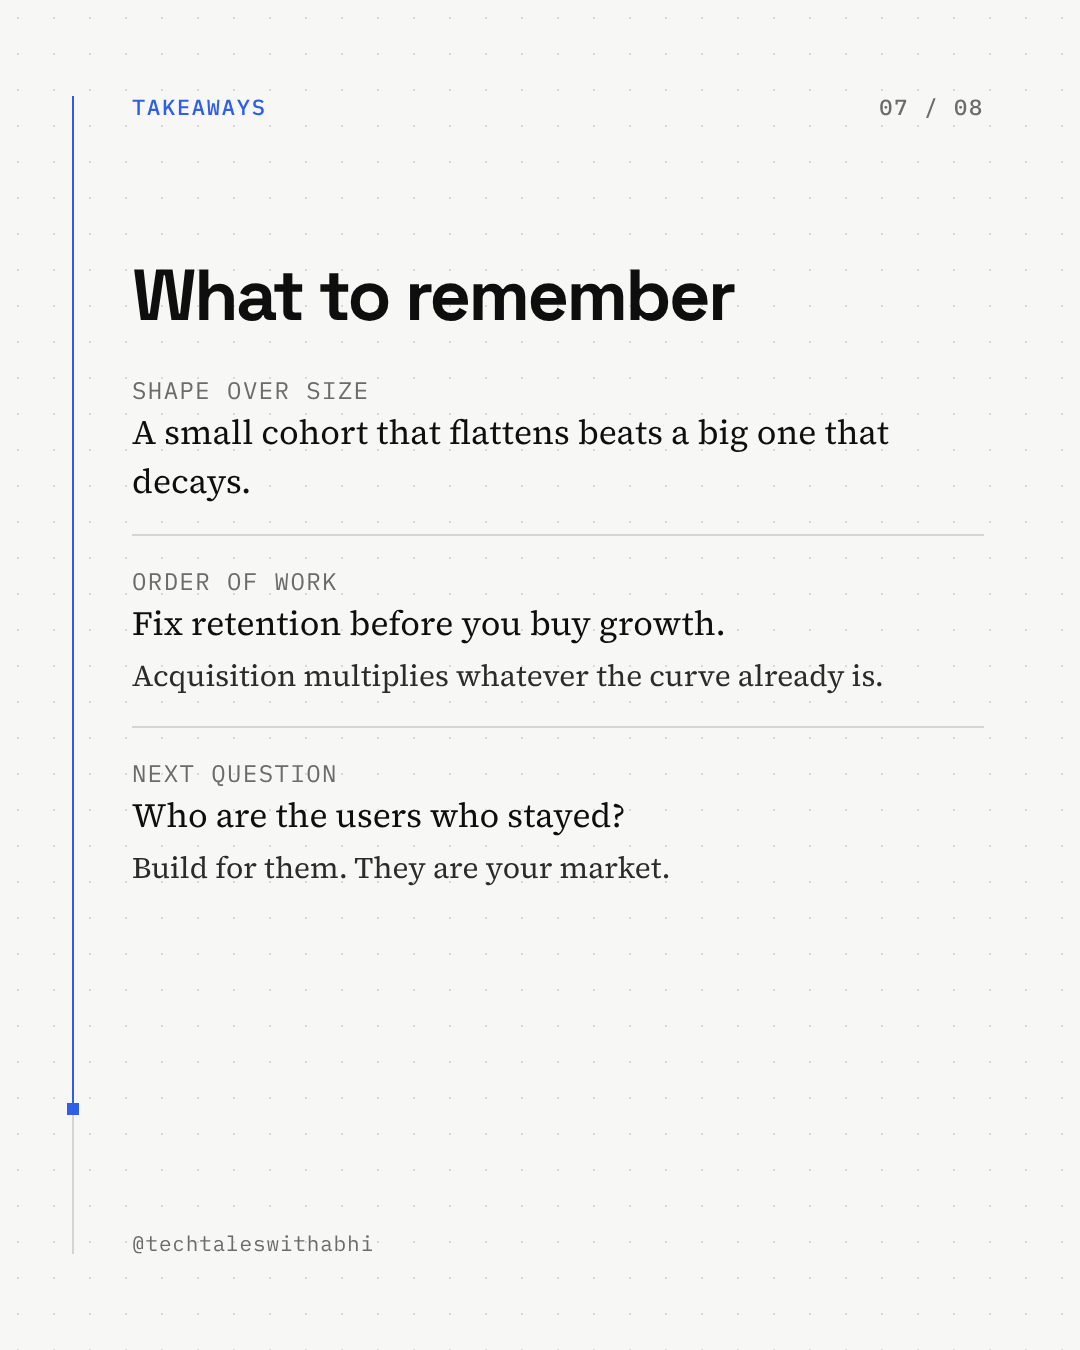 TAKEAWAYS
07 / 08
What to remember
SHAPE OVER SIZE
A small cohort that flattens beats a big one that
decays.
ORDER OF WORK
Fix retention before you buy growth.
Acquisition multiplies whatever the curve already is.
NEXT QUESTION
Who are the users who stayed?
Build for them. They are your market.
@techtaleswithabhi